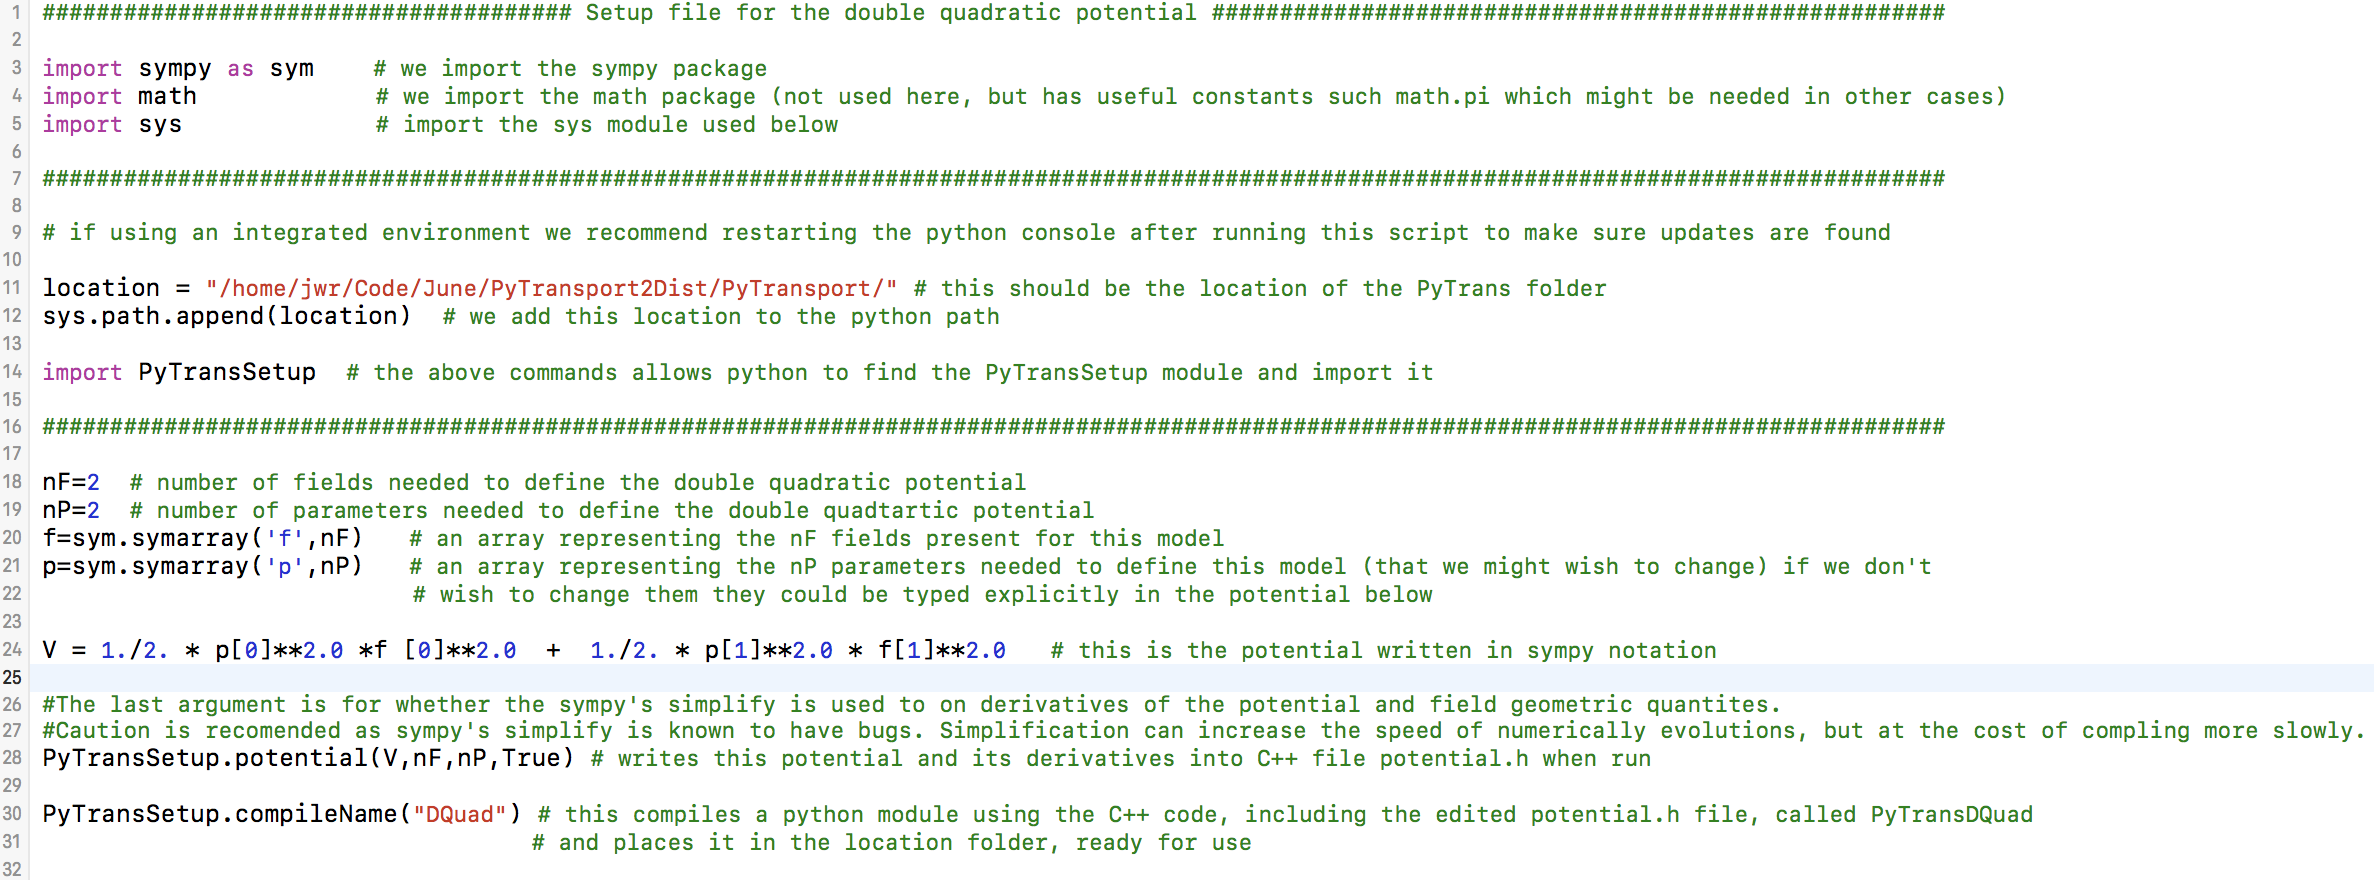 1 ####################################### Setup file for the double quadratic potential ######################################################
2
3 import sympy as sym    # we import the sympy package
4 import math             # we import the math package (not used here, but has useful constants such math.pi which might be needed in other cases)
5 import sys              # import the sys module used below
6
7 ############################################################################################################################################
8
9 # if using an integrated environment we recommend restarting the python console after running this script to make sure updates are found
10
11 location = "/home/jwr/Code/June/PyTransport2Dist/PyTransport/" # this should be the location of the PyTrans folder
12 sys.path.append(location)  # we add this location to the python path
13
14 import PyTransSetup  # the above commands allows python to find the PyTransSetup module and import it
15
16 ############################################################################################################################################
17
18 nF=2  # number of fields needed to define the double quadratic potential
19 nP=2  # number of parameters needed to define the double quadtartic potential
20 f=sym.symarray('f',nF)   # an array representing the nF fields present for this model
21 p=sym.symarray('p',nP)   # an array representing the nP parameters needed to define this model (that we might wish to change) if we don't
22                           # wish to change them they could be typed explicitly in the potential below
23
24 V = 1./2. * p[0]**2.0 *f [0]**2.0  +  1./2. * p[1]**2.0 * f[1]**2.0   # this is the potential written in sympy notation
25
26 #The last argument is for whether the sympy's simplify is used to on derivatives of the potential and field geometric quantites.
27 #Caution is recomended as sympy's simplify is known to have bugs. Simplification can increase the speed of numerically evolutions, but at the cost of compling more slowly.
28 PyTransSetup.potential(V,nF,nP,True) # writes this potential and its derivatives into C++ file potential.h when run
29
30 PyTransSetup.compileName("DQuad") # this compiles a python module using the C++ code, including the edited potential.h file, called PyTransDQuad
31                                    # and places it in the location folder, ready for use
32